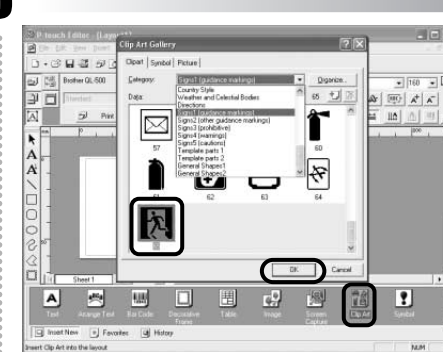 P-touch Editor - [Layout1]
Clip Art Gallery
Clipart Symbol Picture
Category: Signs1 (guidance markings) Organize...
Brother QL-500
Data:
Country Style
Weather and Celestial Bodies
Directions
Signs1 (guidance markings)
Signs2 (other guidance markings)
Signs3 (prohibitive)
Signs4 (warnings)
Signs5 (cautions)
Template parts 1
Template parts 2
General Shapes1
General Shapes2
65
160
Standard
57
60
61 62 63 64
OK Cancel
Sheet 1
Text Arrange Text Bar Code Decorative Frame Table Image Screen Capture Clip Art Symbol
Insert New Favorites History
Insert Clip Art into the layout NUM